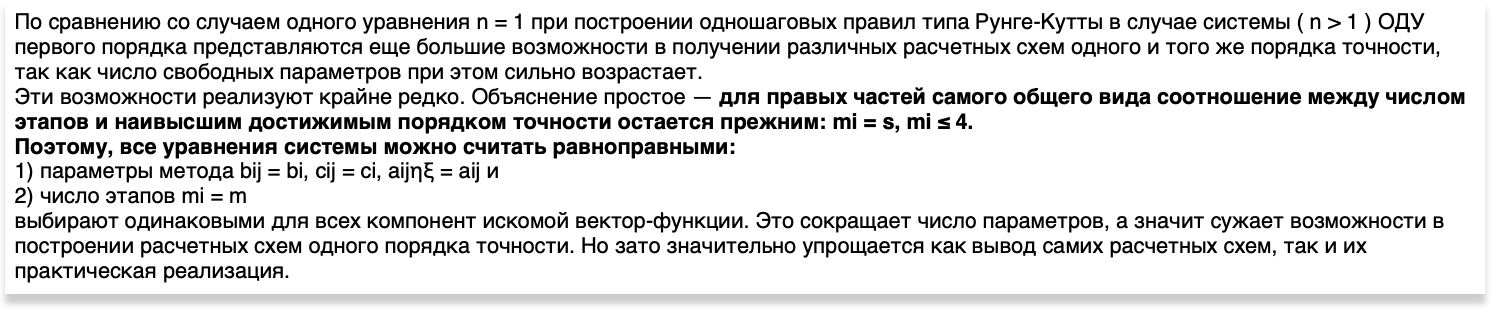 По сравнению со случаем одного уравнения n = 1 при построении одношаговых правил типа Рунге-Кутты в случае системы ( n > 1 ) ОДУ
первого порядка представляются еще большие возможности в получении различных расчетных схем одного и того же порядка точности,
так как число свободных параметров при этом сильно возрастает.
Эти возможности реализуют крайне редко. Объяснение простое — для правых частей самого общего вида соотношение между числом
этапов и наивысшим достижимым порядком точности остается прежним: mi = s, mi ≤ 4.
Поэтому, все уравнения системы можно считать равноправными:
1) параметры метода bij = bi, cij = ci, aijηξ = aij и
2) число этапов mi = m
выбирают одинаковыми для всех компонент искомой вектор-функции. Это сокращает число параметров, а значит сужает возможности в
построении расчетных схем одного порядка точности. Но зато значительно упрощается как вывод самих расчетных схем, так и их
практическая реализация.